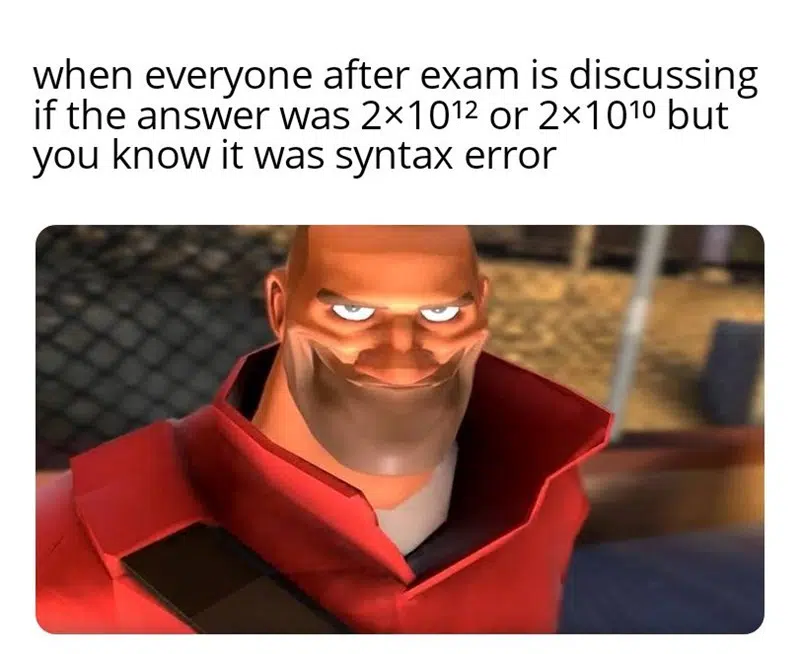 when everyone after exam is discussing
if the answer was 2×10¹² or 2×10¹⁰ but
you know it was syntax error